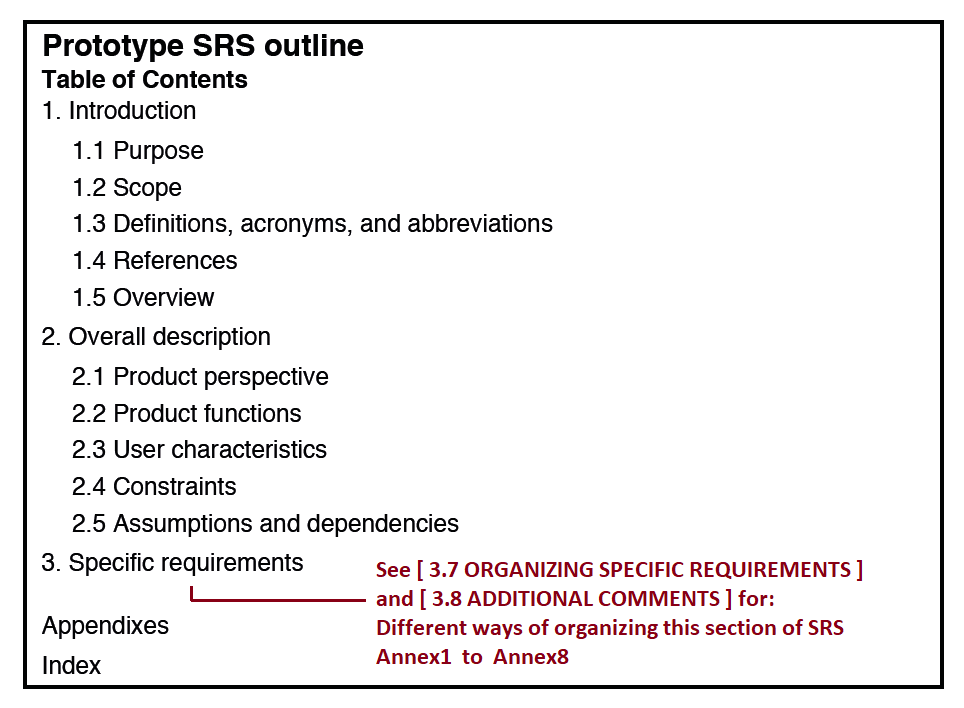 Prototype SRS outline
Table of Contents
1. Introduction
1.1 Purpose
1.2 Scope
1.3 Definitions, acronyms, and abbreviations
1.4 References
1.5 Overview
2. Overall description
2.1 Product perspective
2.2 Product functions
2.3 User characteristics
2.4 Constraints
2.5 Assumptions and dependencies
3. Specific requirements
See [ 3.7 ORGANIZING SPECIFIC REQUIREMENTS ]
and [ 3.8 ADDITIONAL COMMENTS ] for:
Different ways of organizing this section of SRS
Annex1 to Annex8
Appendixes
Index